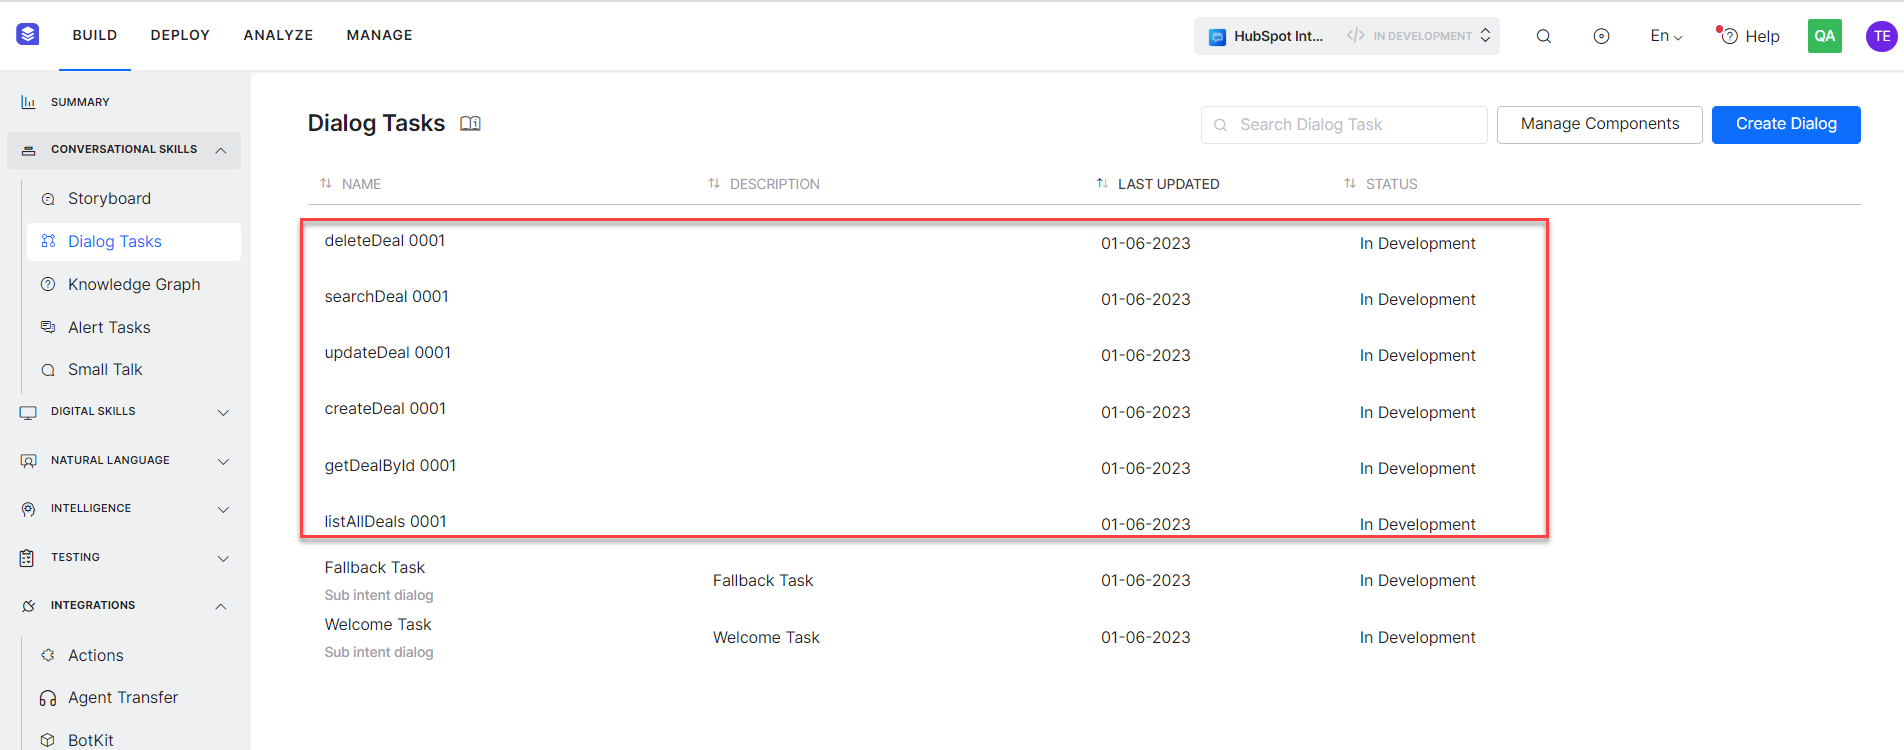 BUILD DEPLOY ANALYZE MANAGE HubSpot Int... </> IN DEVELOPMENT En Help QA TE
SUMMARY
CONVERSATIONAL SKILLS
Storyboard
Dialog Tasks
Knowledge Graph
Alert Tasks
Small Talk
DIGITAL SKILLS
NATURAL LANGUAGE
INTELLIGENCE
TESTING
INTEGRATIONS
Actions
Agent Transfer
BotKit
Dialog Tasks Search Dialog Task Manage Components Create Dialog
NAME DESCRIPTION LAST UPDATED STATUS
deleteDeal 0001 01-06-2023 In Development
searchDeal 0001 01-06-2023 In Development
updateDeal 0001 01-06-2023 In Development
createDeal 0001 01-06-2023 In Development
getDealById 0001 01-06-2023 In Development
listAllDeals 0001 01-06-2023 In Development
Fallback Task Fallback Task 01-06-2023 In Development
Sub intent dialog
Welcome Task Welcome Task 01-06-2023 In Development
Sub intent dialog